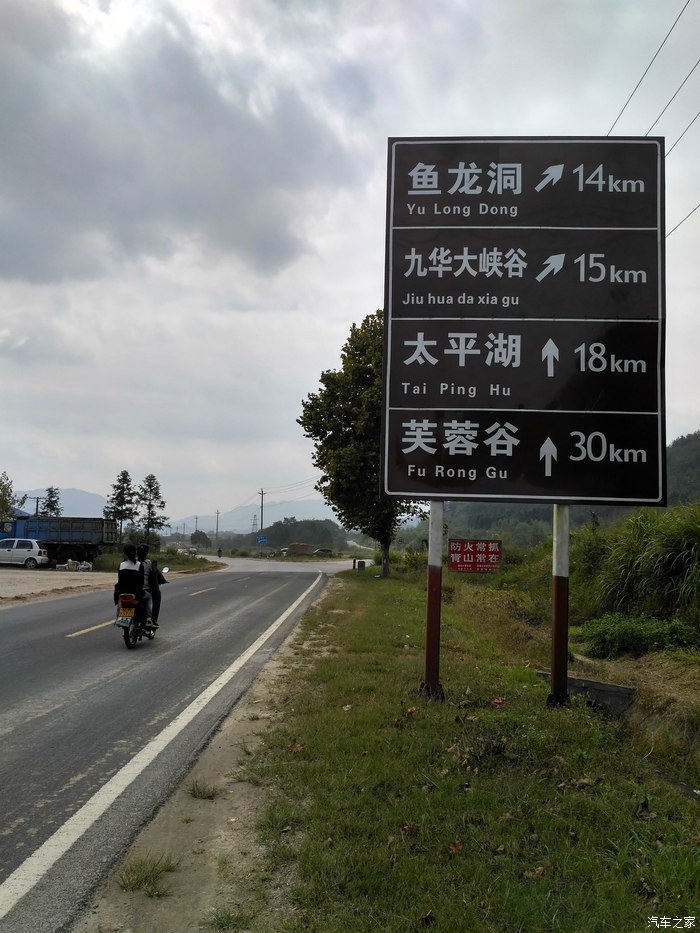 鱼龙洞 ↗ 14km
Yu Long Dong
九华大峡谷 ↗ 15km
Jiu hua da xia gu
太平湖 ↑ 18km
Tai Ping Hu
芙蓉谷 ↑ 30km
Fu Rong Gu
防火常抓
青山常在
汽车之家